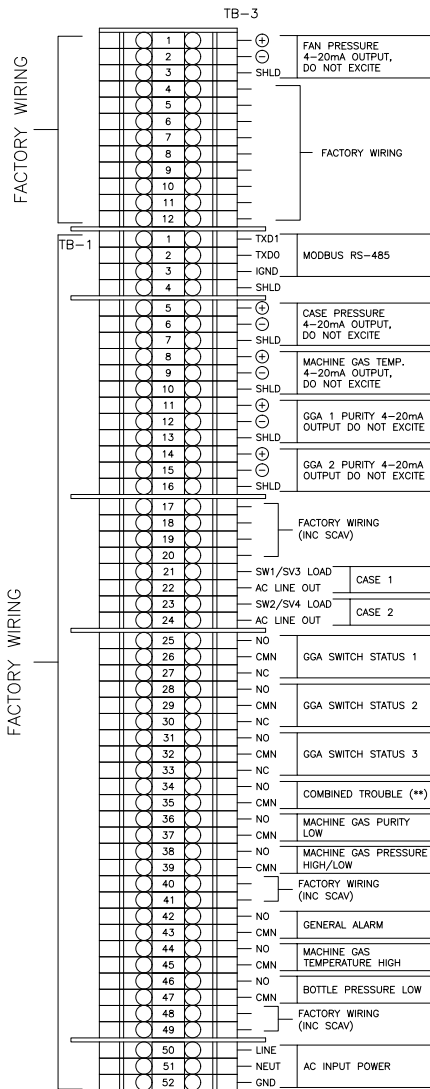 TB-3
FACTORY WIRING
1 ⊕ FAN PRESSURE
2 ⊖ 4-20mA OUTPUT,
3 SHLD DO NOT EXCITE
4
5
6
7
8 FACTORY WIRING
9
10
11
12
TB-1
FACTORY WIRING
1 TXD1
2 TXD0 MODBUS RS-485
3 IGND
4 SHLD
5 ⊕ CASE PRESSURE
6 ⊖ 4-20mA OUTPUT,
7 SHLD DO NOT EXCITE
8 ⊕ MACHINE GAS TEMP.
9 ⊖ 4-20mA OUTPUT,
10 SHLD DO NOT EXCITE
11 ⊕
12 ⊖ GGA 1 PURITY 4-20mA
13 SHLD OUTPUT DO NOT EXCITE
14 ⊕
15 ⊖ GGA 2 PURITY 4-20mA
16 SHLD OUTPUT DO NOT EXCITE
17
18 FACTORY WIRING
19 (INC SCAV)
20
21 SW1/SV3 LOAD CASE 1
22 AC LINE OUT
23 SW2/SV4 LOAD CASE 2
24 AC LINE OUT
25 NO
26 CMN GGA SWITCH STATUS 1
27 NC
28 NO
29 CMN GGA SWITCH STATUS 2
30 NC
31 NO
32 CMN GGA SWITCH STATUS 3
33 NC
34 NO COMBINED TROUBLE (**)
35 CMN
36 NO MACHINE GAS PURITY
37 CMN LOW
38 NO MACHINE GAS PRESSURE
39 CMN HIGH/LOW
40 FACTORY WIRING
41 (INC SCAV)
42 NO GENERAL ALARM
43 CMN
44 NO MACHINE GAS
45 CMN TEMPERATURE HIGH
46 NO BOTTLE PRESSURE LOW
47 CMN
48 FACTORY WIRING
49 (INC SCAV)
50 LINE
51 NEUT AC INPUT POWER
52 GND